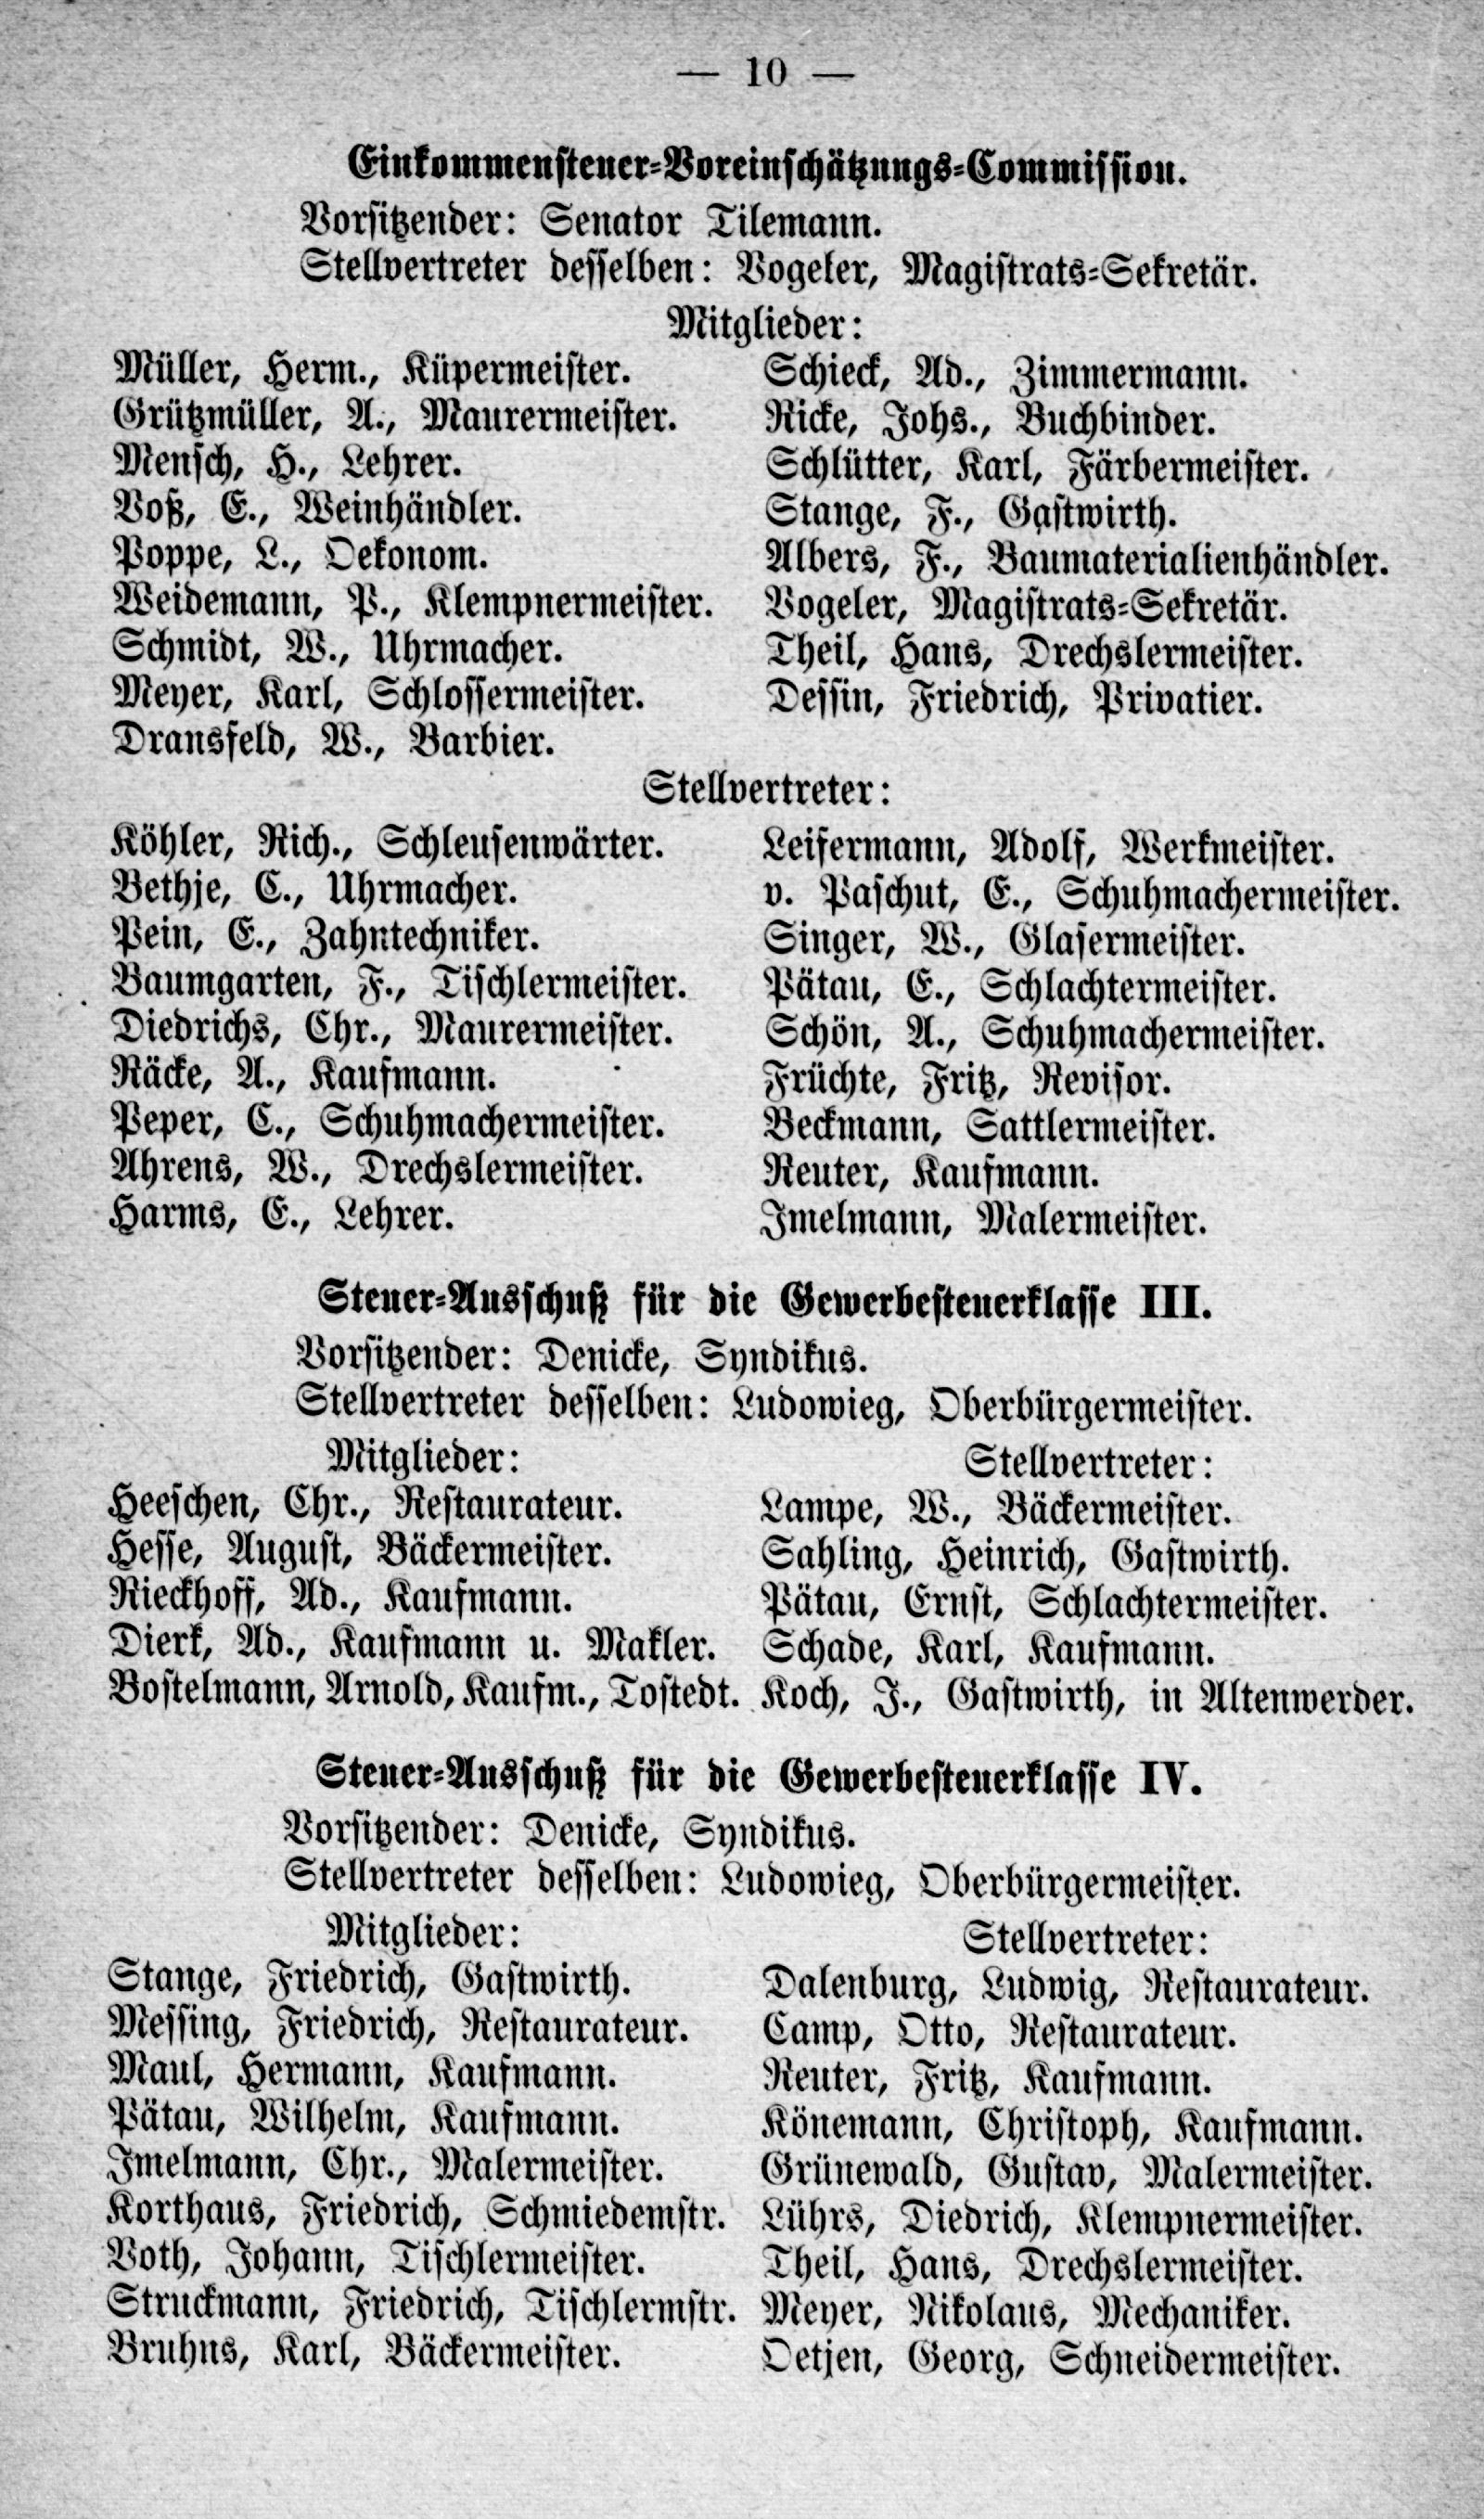 — 10 —
Einkommensteuer-Voreinschätzungs-Commission.
Vorsitzender: Senator Tilemann.
Stellvertreter desselben: Vogeler, Magistrats-Sekretär.
Mitglieder:
Müller, Herm., Küpermeister.
Grützmüller, A., Maurermeister.
Mensch, H., Lehrer.
Voß, E., Weinhändler.
Poppe, L., Oekonom.
Weidemann, P., Klempnermeister.
Schmidt, W., Uhrmacher.
Meyer, Karl, Schlossermeister.
Dransfeld, W., Barbier.
Schieck, Ad., Zimmermann.
Ricke, Johs., Buchbinder.
Schlütter, Karl, Färbermeister.
Stange, F., Gastwirth.
Albers, F., Baumaterialienhändler.
Vogeler, Magistrats-Sekretär.
Theil, Hans, Drechslermeister.
Dessin, Friedrich, Privatier.
Stellvertreter:
Köhler, Rich., Schleusenwärter.
Bethje, C., Uhrmacher.
Pein, E., Zahntechniker.
Baumgarten, F., Tischlermeister.
Diedrichs, Chr., Maurermeister.
Räcke, A., Kaufmann.
Peper, C., Schuhmachermeister.
Ahrens, W., Drechslermeister.
Harms, E., Lehrer.
Leifermann, Adolf, Werkmeister.
v. Paschut, E., Schuhmachermeister.
Singer, W., Glasermeister.
Pätau, E., Schlachtermeister.
Schön, A., Schuhmachermeister.
Früchte, Fritz, Revisor.
Beckmann, Sattlermeister.
Reuter, Kaufmann.
Imelmann, Malermeister.
Steuer-Ausschuß für die Gewerbesteuerklasse III.
Vorsitzender: Denicke, Syndikus.
Stellvertreter desselben: Ludowieg, Oberbürgermeister.
Mitglieder:
Heeschen, Chr., Restaurateur.
Hesse, August, Bäckermeister.
Rieckhoff, Ad., Kaufmann.
Dierk, Ad., Kaufmann u. Makler.
Bostelmann, Arnold, Kaufm., Tostedt.
Stellvertreter:
Lampe, W., Bäckermeister.
Sahling, Heinrich, Gastwirth.
Pätau, Ernst, Schlachtermeister.
Schade, Karl, Kaufmann.
Koch, J., Gastwirth, in Altenwerder.
Steuer-Ausschuß für die Gewerbesteuerklasse IV.
Vorsitzender: Denicke, Syndikus.
Stellvertreter desselben: Ludowieg, Oberbürgermeister.
Mitglieder:
Stange, Friedrich, Gastwirth.
Messing, Friedrich, Restaurateur.
Maul, Hermann, Kaufmann.
Pätau, Wilhelm, Kaufmann.
Imelmann, Chr., Malermeister.
Korthaus, Friedrich, Schmiedemstr.
Voth, Johann, Tischlermeister.
Struckmann, Friedrich, Tischlermstr.
Bruhns, Karl, Bäckermeister.
Stellvertreter:
Dalenburg, Ludwig, Restaurateur.
Camp, Otto, Restaurateur.
Reuter, Fritz, Kaufmann.
Könemann, Christoph, Kaufmann.
Grünewald, Gustav, Malermeister.
Lührs, Diedrich, Klempnermeister.
Theil, Hans, Drechslermeister.
Meyer, Nikolaus, Mechaniker.
Oetjen, Georg, Schneidermeister.